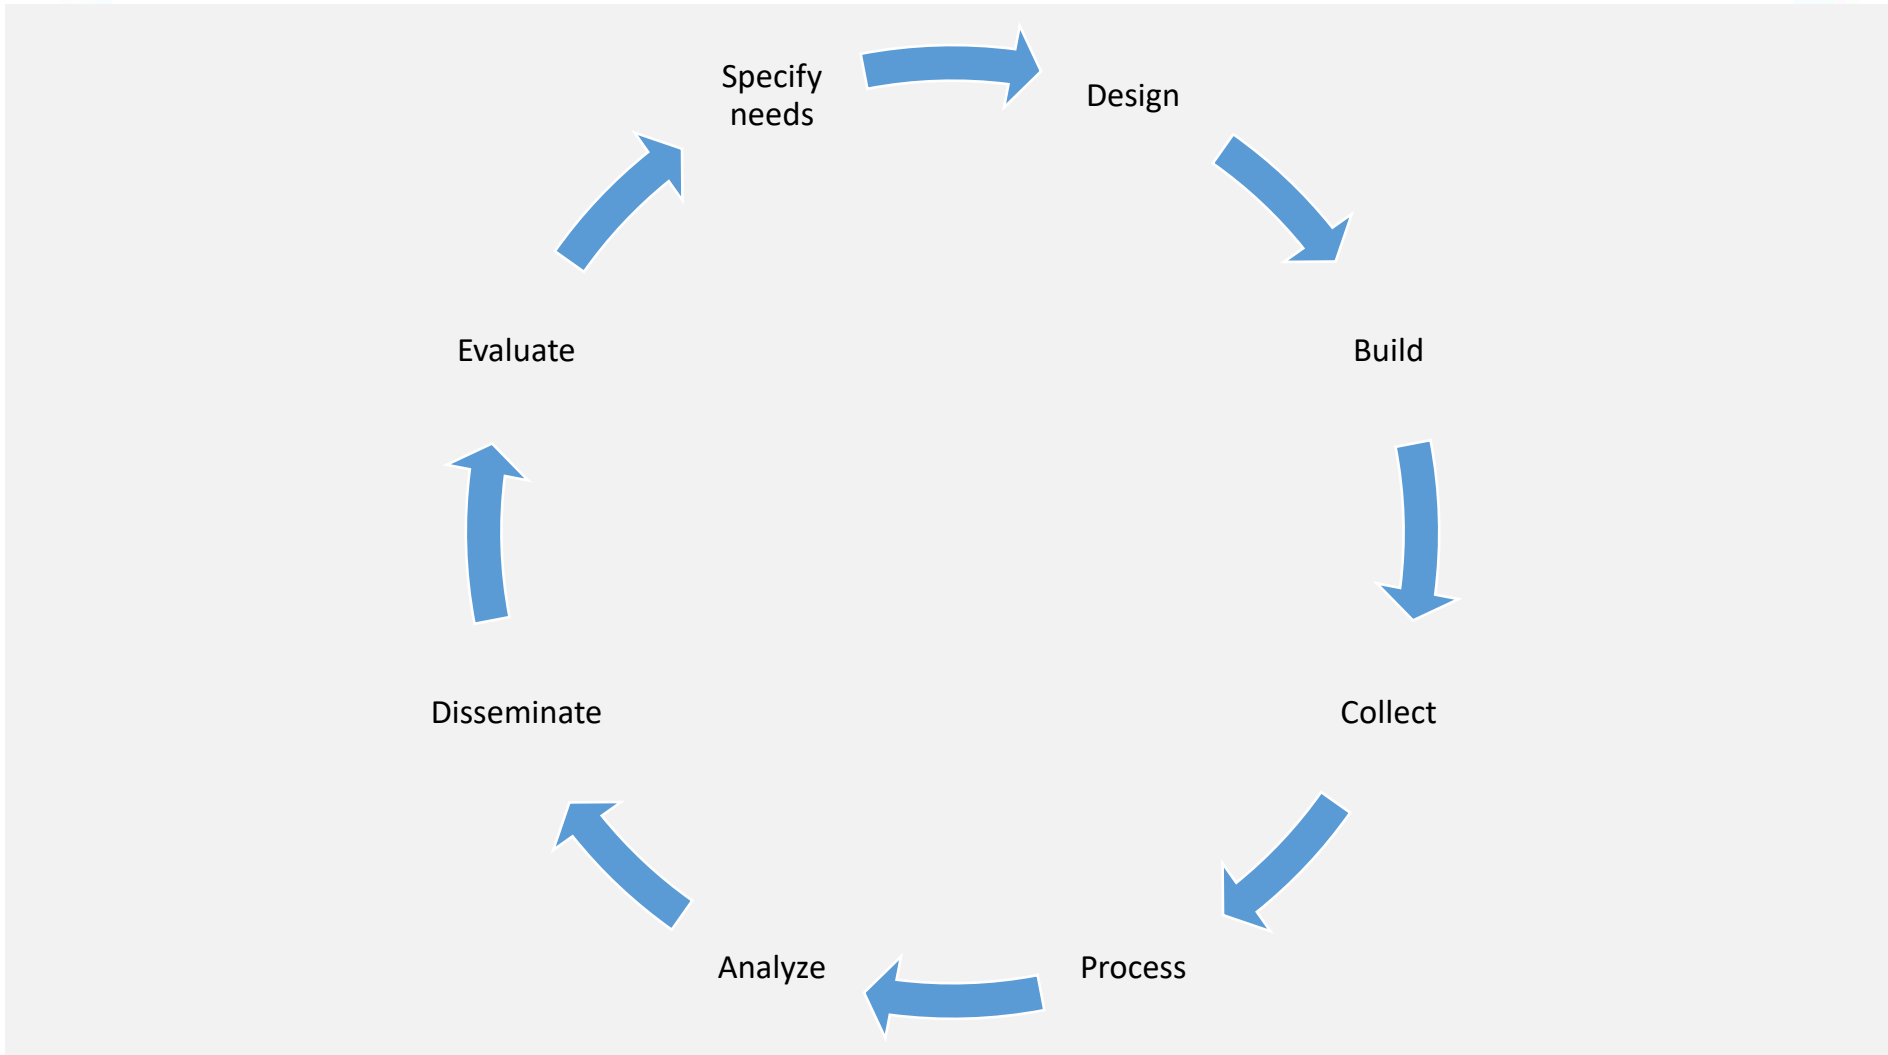 Specify
needs
Design
Build
Collect
Process
Analyze
Disseminate
Evaluate